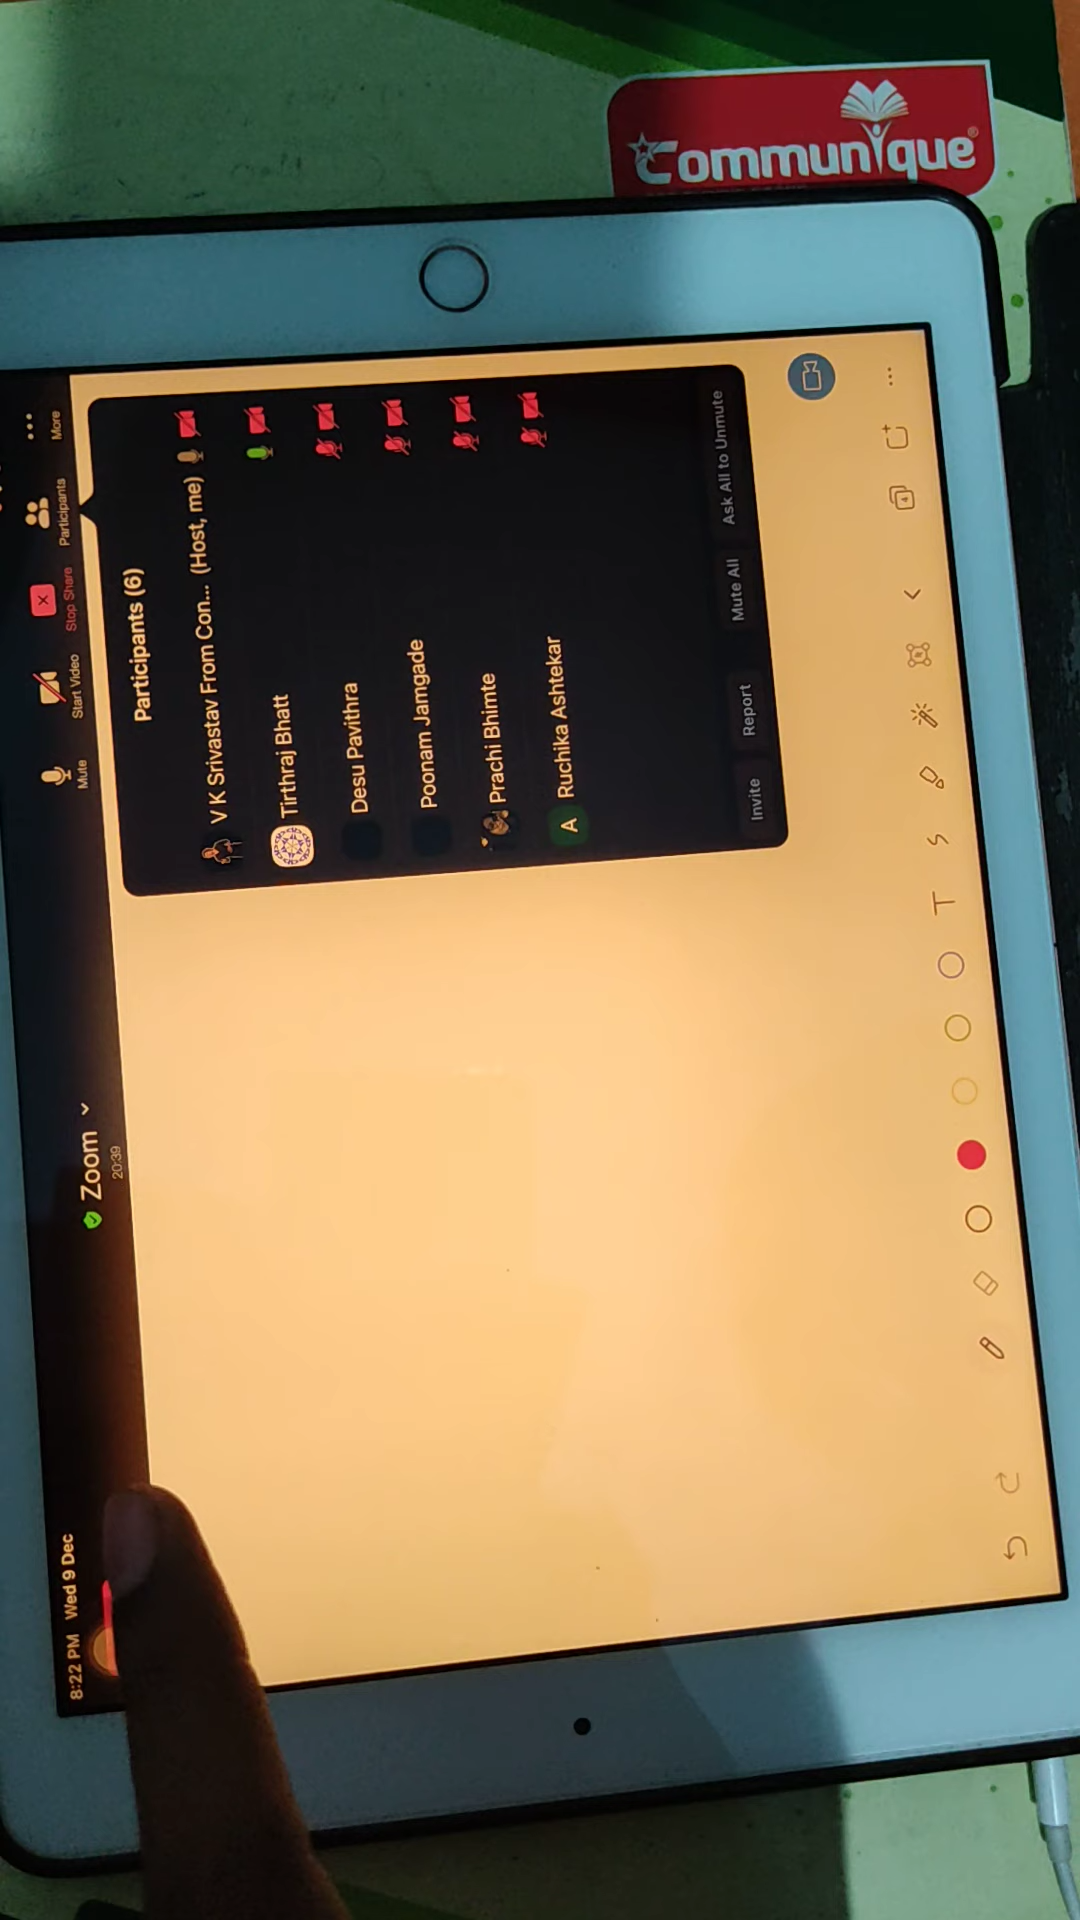 Communique®
8:22 PM Wed 9 Dec
Zoom
20:39
Mute
Start Video
Stop Share
Participants
More
Participants (6)
V K Srivastav From Con... (Host, me)
Tirthraj Bhatt
Desu Pavithra
Poonam Jamgade
Prachi Bhimte
A Ruchika Ashtekar
Invite
Report
Mute All
Ask All to Unmute
T
4